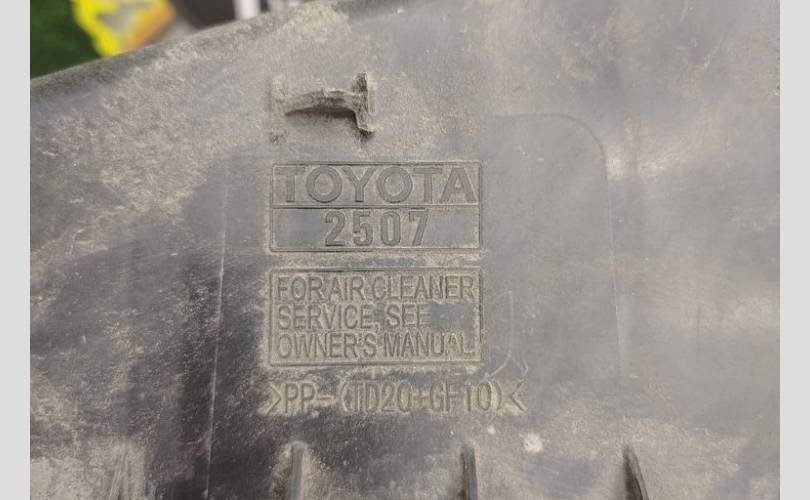 TOYOTA
2507
FOR AIR CLEANER
SERVICE, SEE
OWNER'S MANUAL
>PP-(TD20+GF10)<